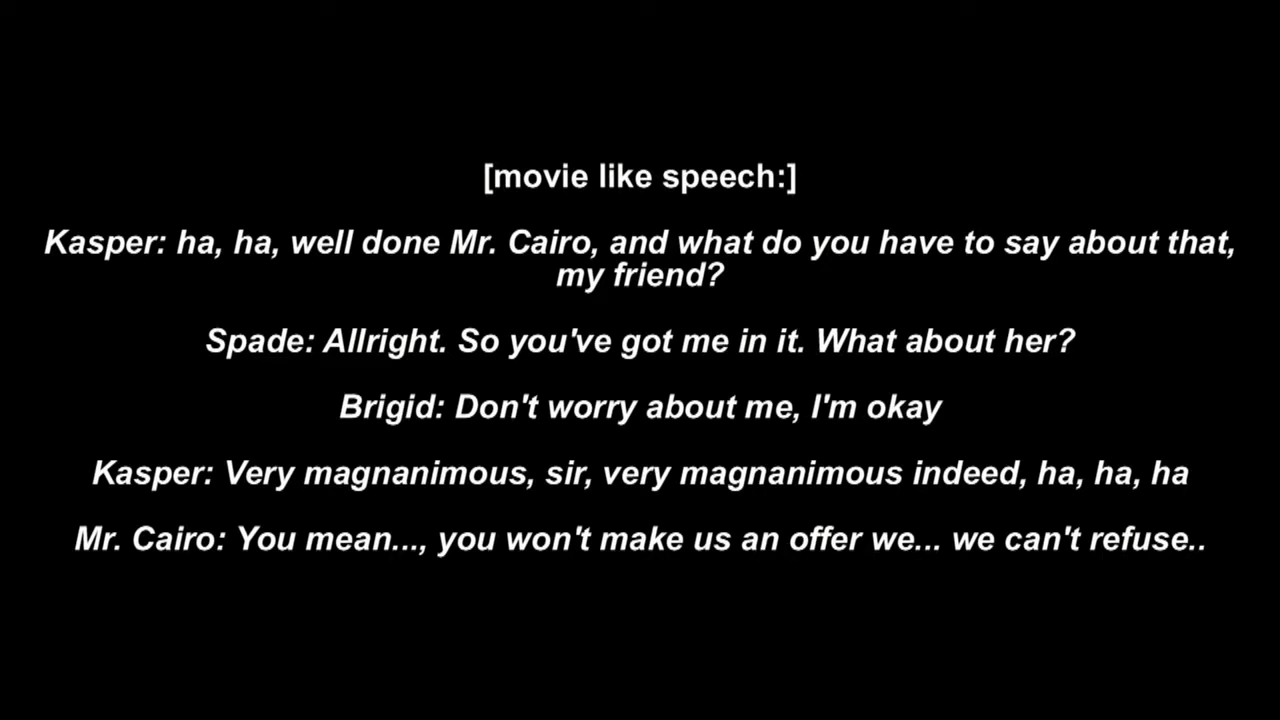 [movie like speech:]
Kasper: ha, ha, well done Mr. Cairo, and what do you have to say about that,
my friend?
Spade: Allright. So you've got me in it. What about her?
Brigid: Don't worry about me, I'm okay
Kasper: Very magnanimous, sir, very magnanimous indeed, ha, ha, ha
Mr. Cairo: You mean..., you won't make us an offer we... we can't refuse..